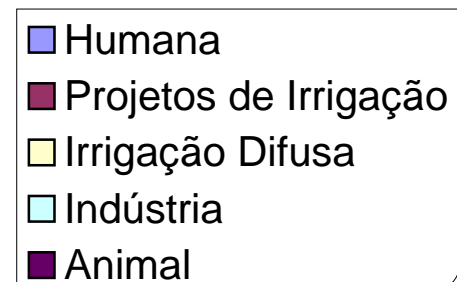 Humana
Projetos de Irrigação
Irrigação Difusa
Indústria
Animal